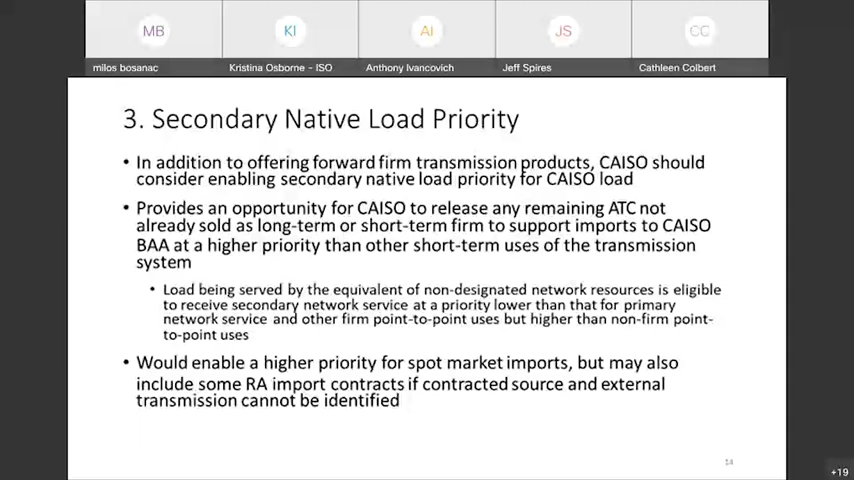 MB
KI
AI
JS
CC
milos bosanac
Kristina Osborne - ISO
Anthony Ivancovich
Jeff Spires
Cathleen Colbert
3. Secondary Native Load Priority
• In addition to offering forward firm transmission products, CAISO should
consider enabling secondary native load priority for CAISO load
• Provides an opportunity for CAISO to release any remaining ATC not
already sold as long-term or short-term firm to support imports to CAISO
BAA at a higher priority than other short-term uses of the transmission
system
• Load being served by the equivalent of non-designated network resources is eligible
to receive secondary network service at a priority lower than that for primary
network service and other firm point-to-point uses but higher than non-firm point-
to-point uses
• Would enable a higher priority for spot market imports, but may also
include some RA import contracts if contracted source and external
transmission cannot be identified
14
+19